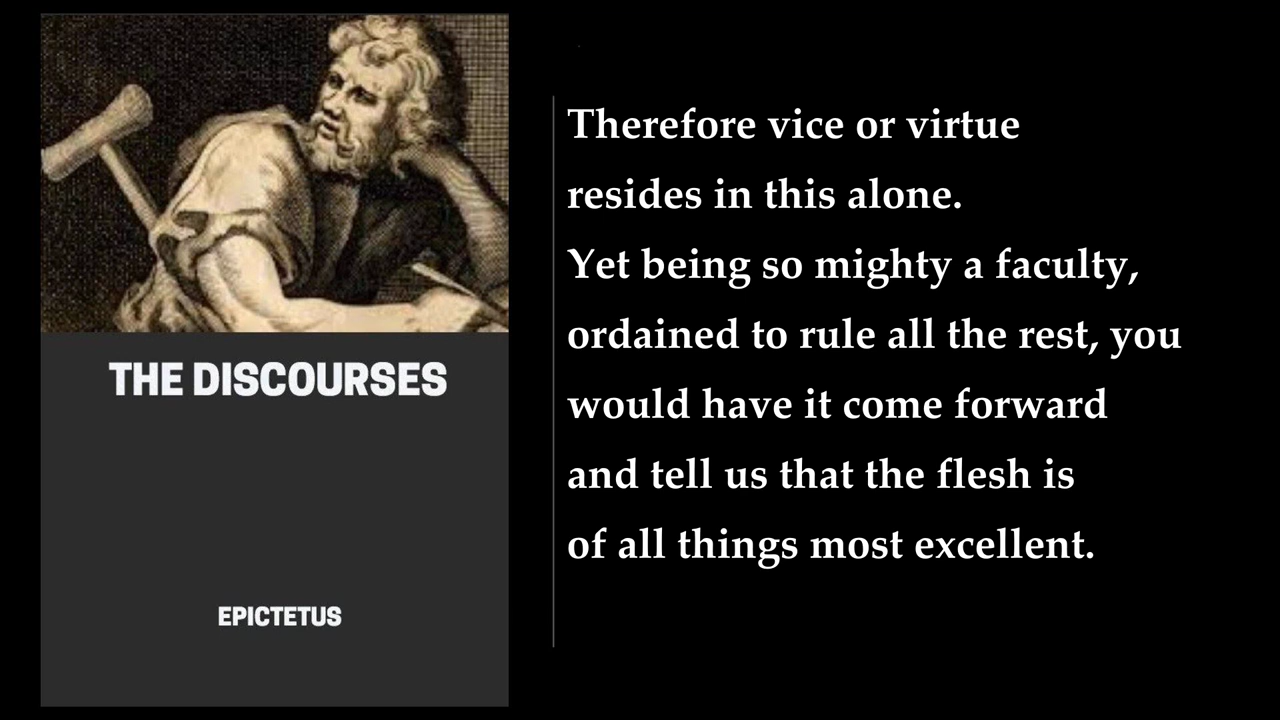 THE DISCOURSES
EPICTETUS
Therefore vice or virtue
resides in this alone.
Yet being so mighty a faculty,
ordained to rule all the rest, you
would have it come forward
and tell us that the flesh is
of all things most excellent.